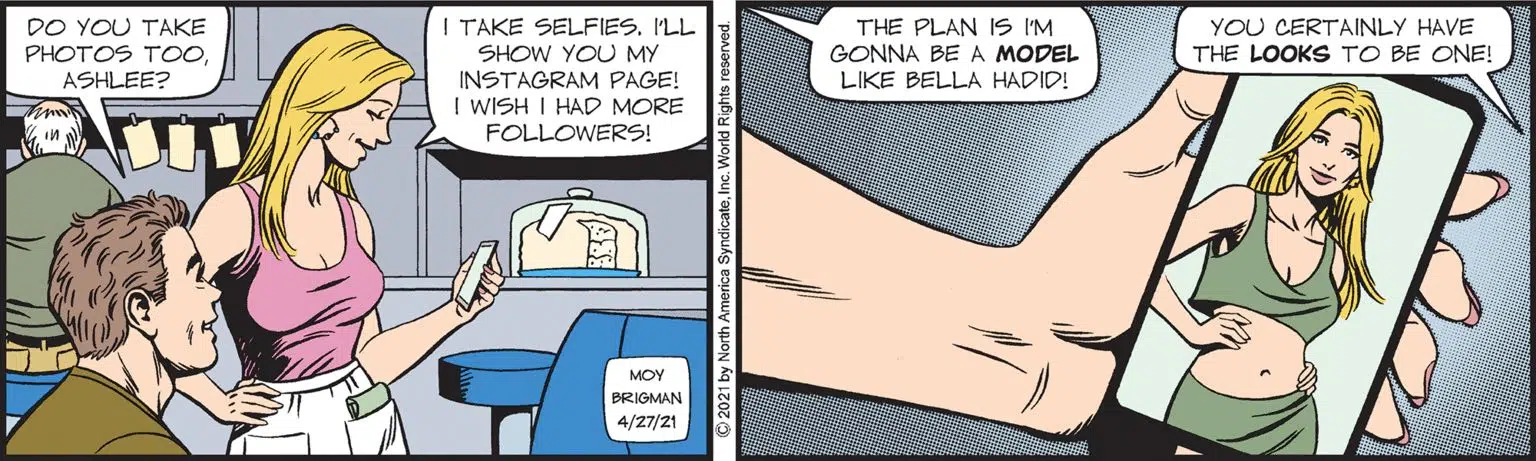 DO YOU TAKE
PHOTOS TOO,
ASHLEE?
I TAKE SELFIES. I'LL
SHOW YOU MY
INSTAGRAM PAGE!
I WISH I HAD MORE
FOLLOWERS!
MOY
BRIGMAN
4/27/21
© 2021 by North America Syndicate, Inc. World Rights reserved.
THE PLAN IS I'M
GONNA BE A MODEL
LIKE BELLA HADID!
YOU CERTAINLY HAVE
THE LOOKS TO BE ONE!